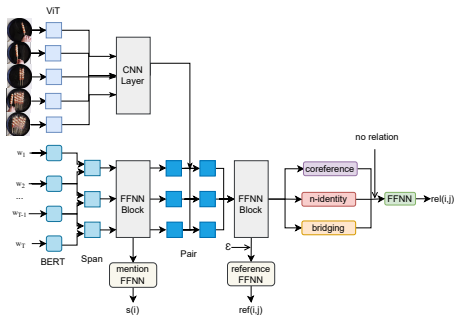 ViT
CNN
Layer
no relation
w1
w2
...
wT-1
wT
BERT
Span
FFNN
Block
mention
FFNN
s(i)
Pair
FFNN
Block
ε
reference
FFNN
ref(i,j)
coreference
n-identity
bridging
FFNN
rel(i,j)